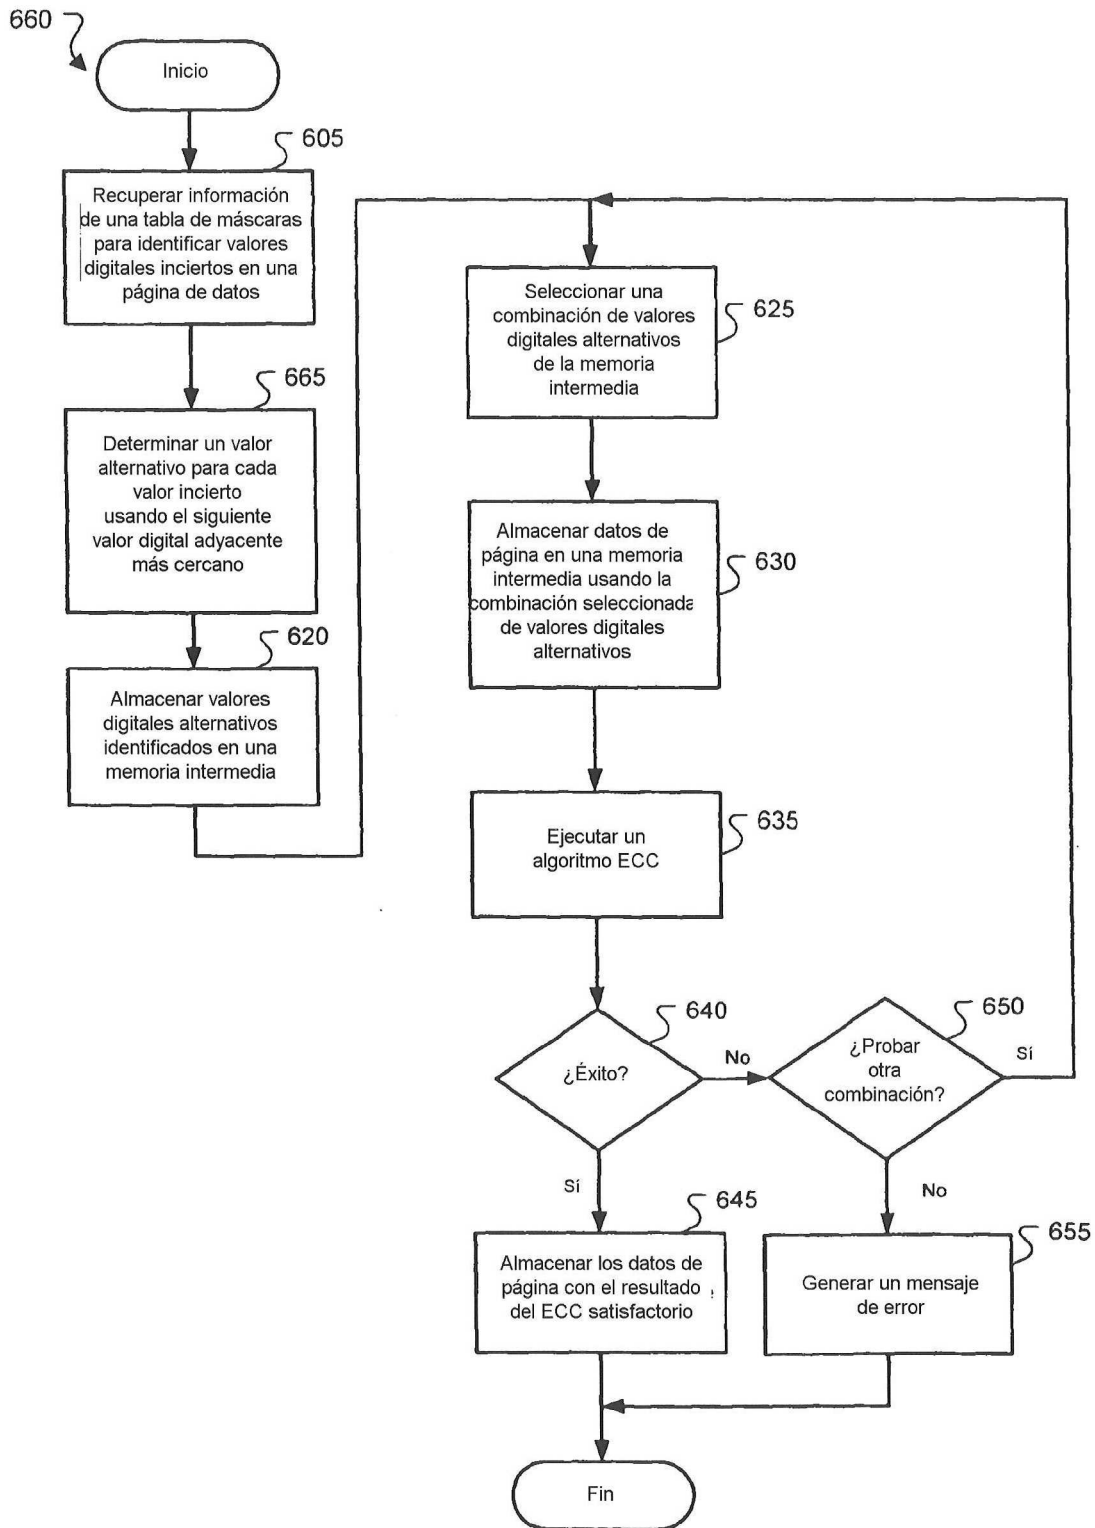 660
Inicio
605
Recuperar información
de una tabla de máscaras
para identificar valores
digitales inciertos en una
página de datos
665
Determinar un valor
alternativo para cada
valor incierto
usando el siguiente
valor digital adyacente
más cercano
620
Almacenar valores
digitales alternativos
identificados en una
memoria intermedia
Seleccionar una
combinación de valores
digitales alternativos
de la memoria
intermedia
625
Almacenar datos de
página en una memoria
intermedia usando la
combinación seleccionada
de valores digitales
alternativos
630
Ejecutar un
algoritmo ECC
635
¿Éxito?
640
No
¿Probar
otra
combinación?
650
Sí
Sí
No
645
Almacenar los datos de
página con el resultado
del ECC satisfactorio
655
Generar un mensaje
de error
Fin